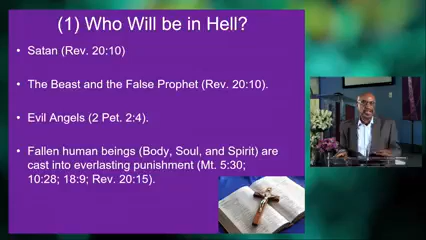 (1) Who Will be in Hell?
• Satan (Rev. 20:10)
• The Beast and the False Prophet (Rev. 20:10).
• Evil Angels (2 Pet. 2:4).
• Fallen human beings (Body, Soul, and Spirit) are
cast into everlasting punishment (Mt. 5:30;
10:28; 18:9; Rev. 20:15).